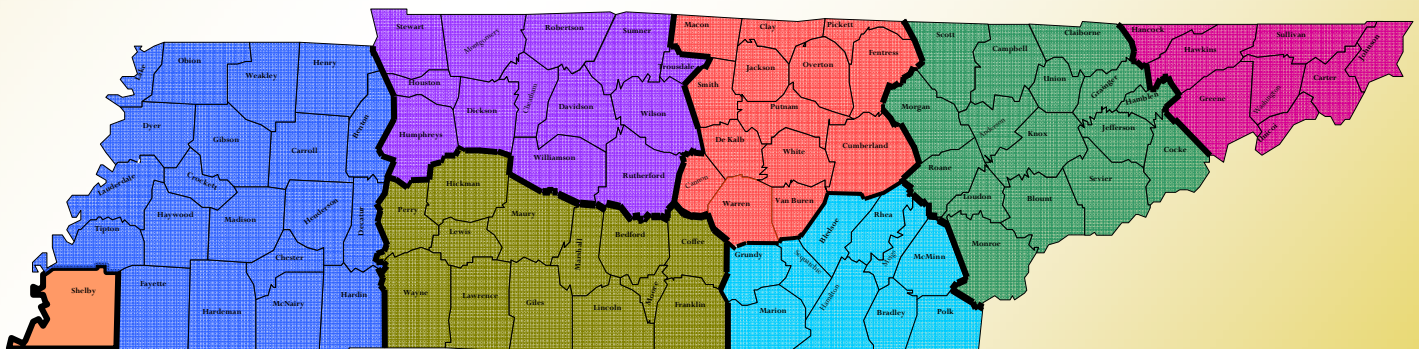 Stewart
Montgomery
Robertson
Sumner
Macon
Clay
Pickett
Scott
Claiborne
Hancock
Sullivan
Johnson
Lake
Obion
Weakley
Henry
Houston
Trousdale
Jackson
Overton
Fentress
Campbell
Union
Grainger
Hawkins
Carter
Dyer
Gibson
Carroll
Benton
Humphreys
Dickson
Cheatham
Davidson
Wilson
Smith
Putnam
Morgan
Anderson
Knox
Hamblen
Jefferson
Greene
Washington
Unicoi
Lauderdale
Crockett
Williamson
Rutherford
De Kalb
White
Cumberland
Roane
Cocke
Sevier
Tipton
Haywood
Madison
Henderson
Decatur
Perry
Hickman
Maury
Cannon
Warren
Van Buren
Bledsoe
Rhea
Loudon
Blount
Monroe
Chester
Lewis
Marshall
Bedford
Coffee
Grundy
Sequatchie
Meigs
McMinn
Shelby
Fayette
Hardeman
McNairy
Hardin
Wayne
Lawrence
Giles
Lincoln
Moore
Franklin
Marion
Hamilton
Bradley
Polk